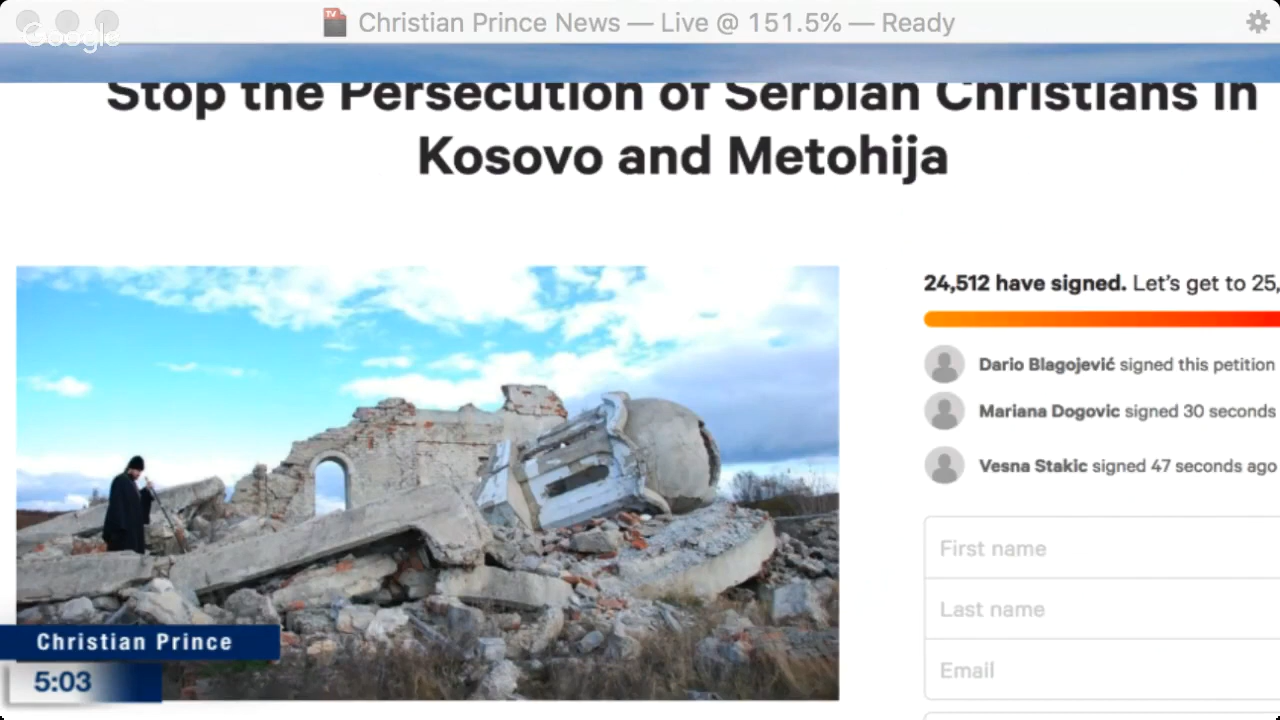 Christian Prince News — Live @ 151.5% — Ready
Google
Stop the Persecution of Serbian Christians in
Kosovo and Metohija
24,512 have signed. Let's get to 25,
Dario Blagojević signed this petition
Mariana Dogovic signed 30 seconds
Vesna Stakic signed 47 seconds ago
First name
Last name
Email
Christian Prince
5:03